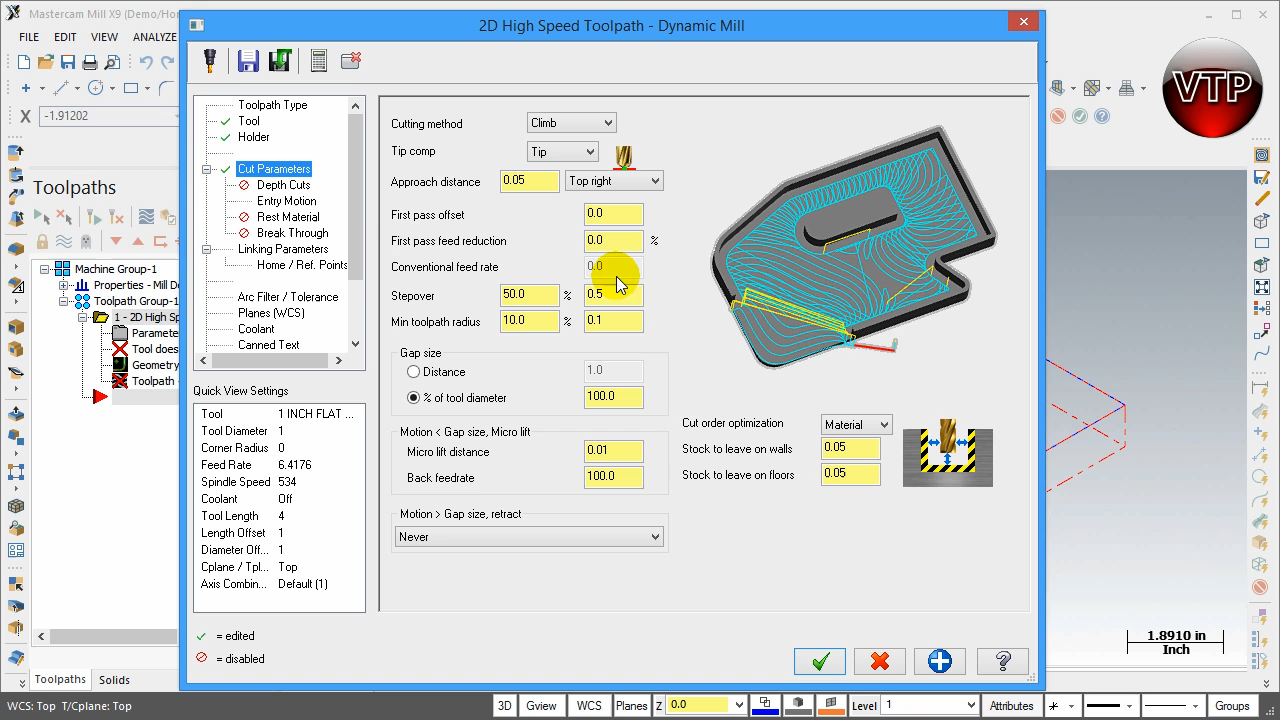 Mastercam Mill X9 (Demo/Ho
2D High Speed Toolpath - Dynamic Mill
FILE EDIT VIEW ANALYZE
VTP
X -1.91202
Toolpaths
Machine Group-1
Properties - Mill De
Toolpath Group-1
1 - 2D High Sp
Paramete
Tool does
Geometry
Toolpath -
Toolpaths Solids
Toolpath Type
Tool
Holder
Cut Parameters
Depth Cuts
Entry Motion
Rest Material
Break Through
Linking Parameters
Home / Ref. Points
Arc Filter / Tolerance
Planes (WCS)
Coolant
Canned Text
Quick View Settings
Tool 1 INCH FLAT ...
Tool Diameter 1
Corner Radius 0
Feed Rate 6.4176
Spindle Speed 534
Coolant Off
Tool Length 4
Length Offset 1
Diameter Off... 1
Cplane / Tpl... Top
Axis Combin... Default (1)
= edited
= disabled
Cutting method Climb
Tip comp Tip
Approach distance 0.05 Top right
First pass offset 0.0
First pass feed reduction 0.0 %
Conventional feed rate 0.0
Stepover 50.0 % 0.5
Min toolpath radius 10.0 % 0.1
Gap size
Distance 1.0
% of tool diameter 100.0
Motion < Gap size, Micro lift
Micro lift distance 0.01
Back feedrate 100.0
Motion > Gap size, retract
Never
Cut order optimization Material
Stock to leave on walls 0.05
Stock to leave on floors 0.05
?
1.8910 in
Inch
WCS: Top T/Cplane: Top 3D Gview WCS Planes Z 0.0 Level 1 Attributes Groups